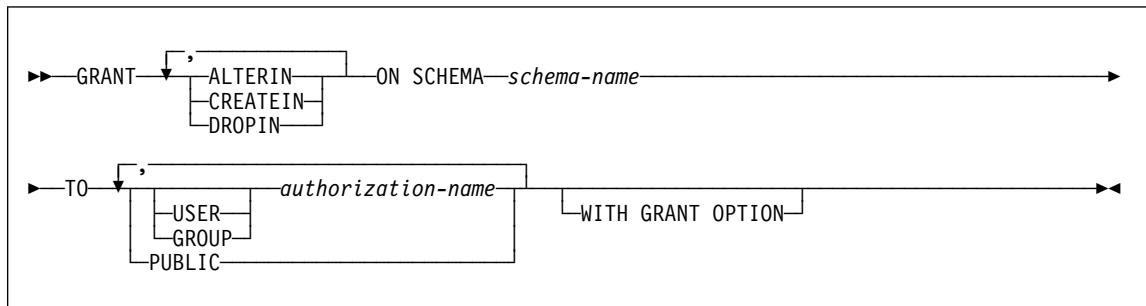 ,
GRANT ALTERIN ON SCHEMA schema-name
CREATEIN
DROPIN
,
TO authorization-name
USER WITH GRANT OPTION
GROUP
PUBLIC